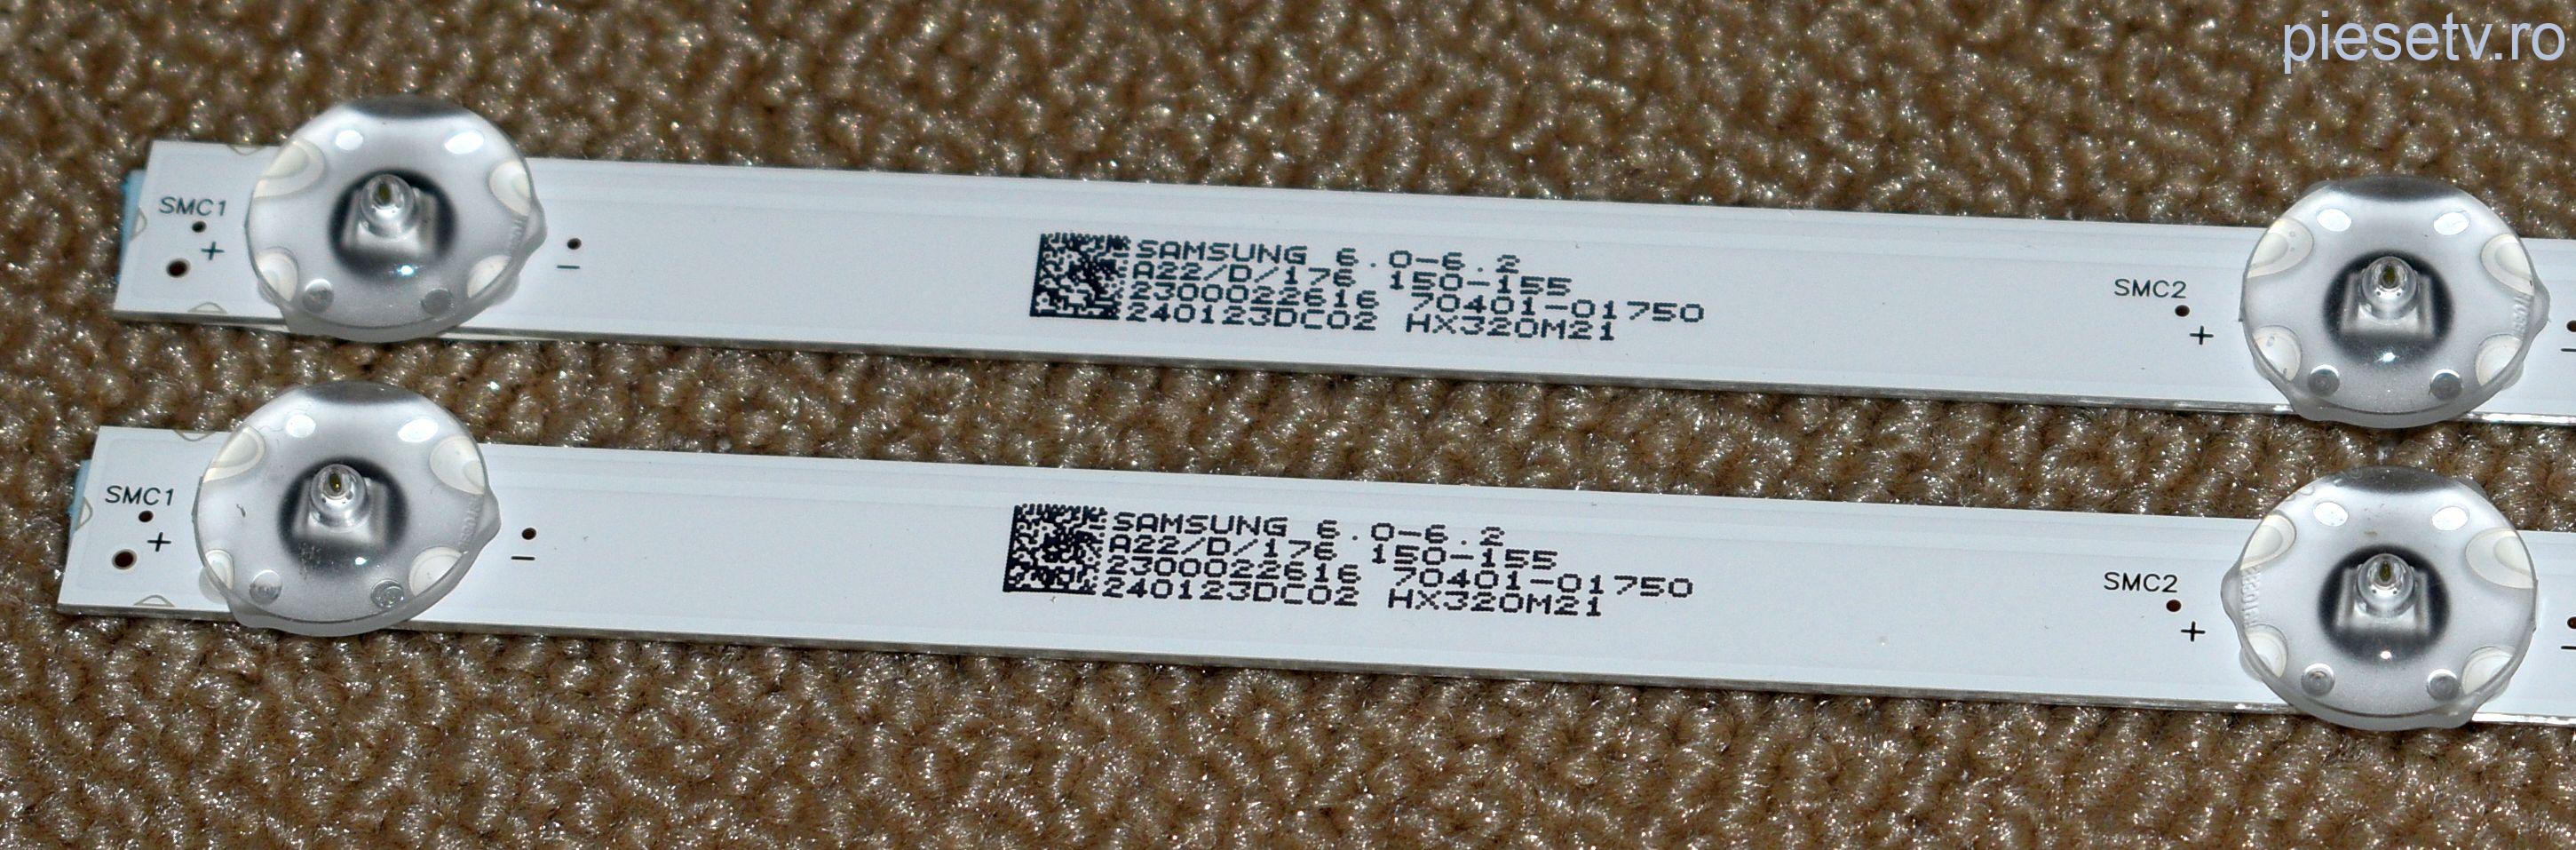 piesetv.ro
SMC1
+
−
SAMSUNG 6.0-6.2
A22/D/176 150-155
2300022616 70401-01750
240123DC02 HX320M21
SMC2
+
−
SMC1
+
−
SAMSUNG 6.0-6.2
A22/D/176 150-155
2300022616 70401-01750
240123DC02 HX320M21
SMC2
+
−